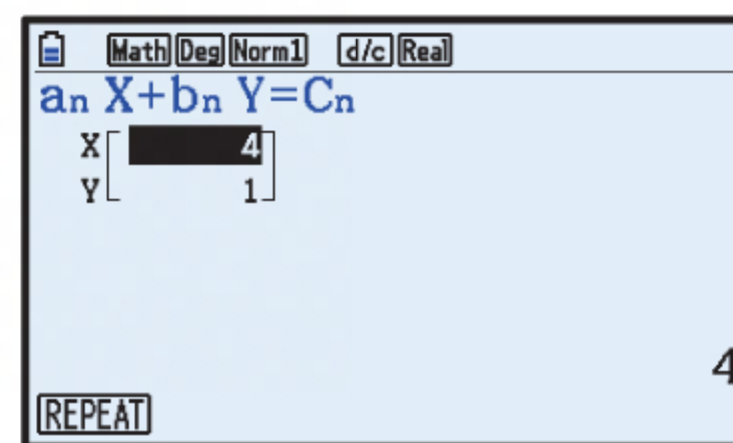 Math Deg Norm1 d/c Real
an X+bn Y=Cn
X[ 4]
Y[ 1]
4
REPEAT